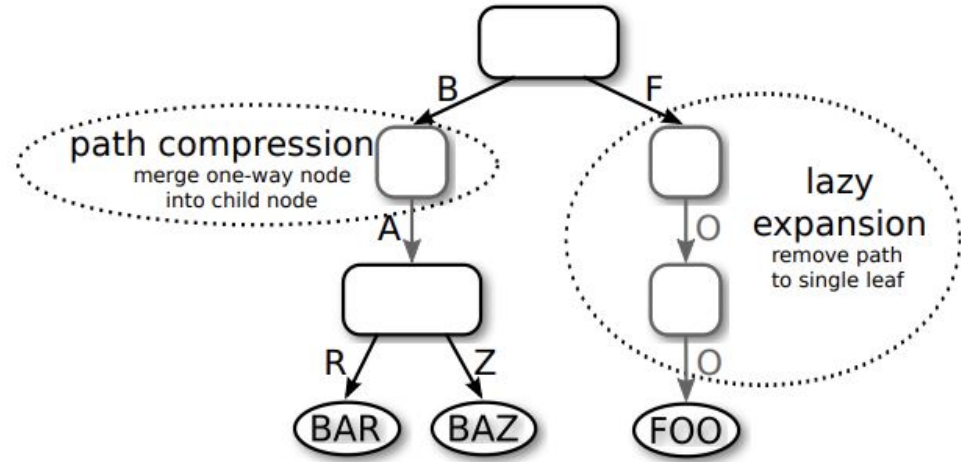 B
F
path compression
merge one-way node
into child node
lazy
expansion
remove path
to single leaf
A
O
R
Z
O
BAR
BAZ
FOO